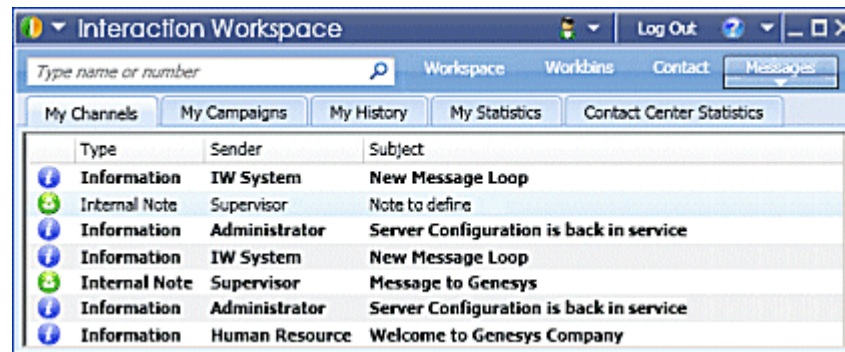 Interaction Workspace Log Out
Type name or number Workspace Workbins Contact Messages
My Channels My Campaigns My History My Statistics Contact Center Statistics
Type Sender Subject
Information IW System New Message Loop
Internal Note Supervisor Note to define
Information Administrator Server Configuration is back in service
Information IW System New Message Loop
Internal Note Supervisor Message to Genesys
Information Administrator Server Configuration is back in service
Information Human Resource Welcome to Genesys Company